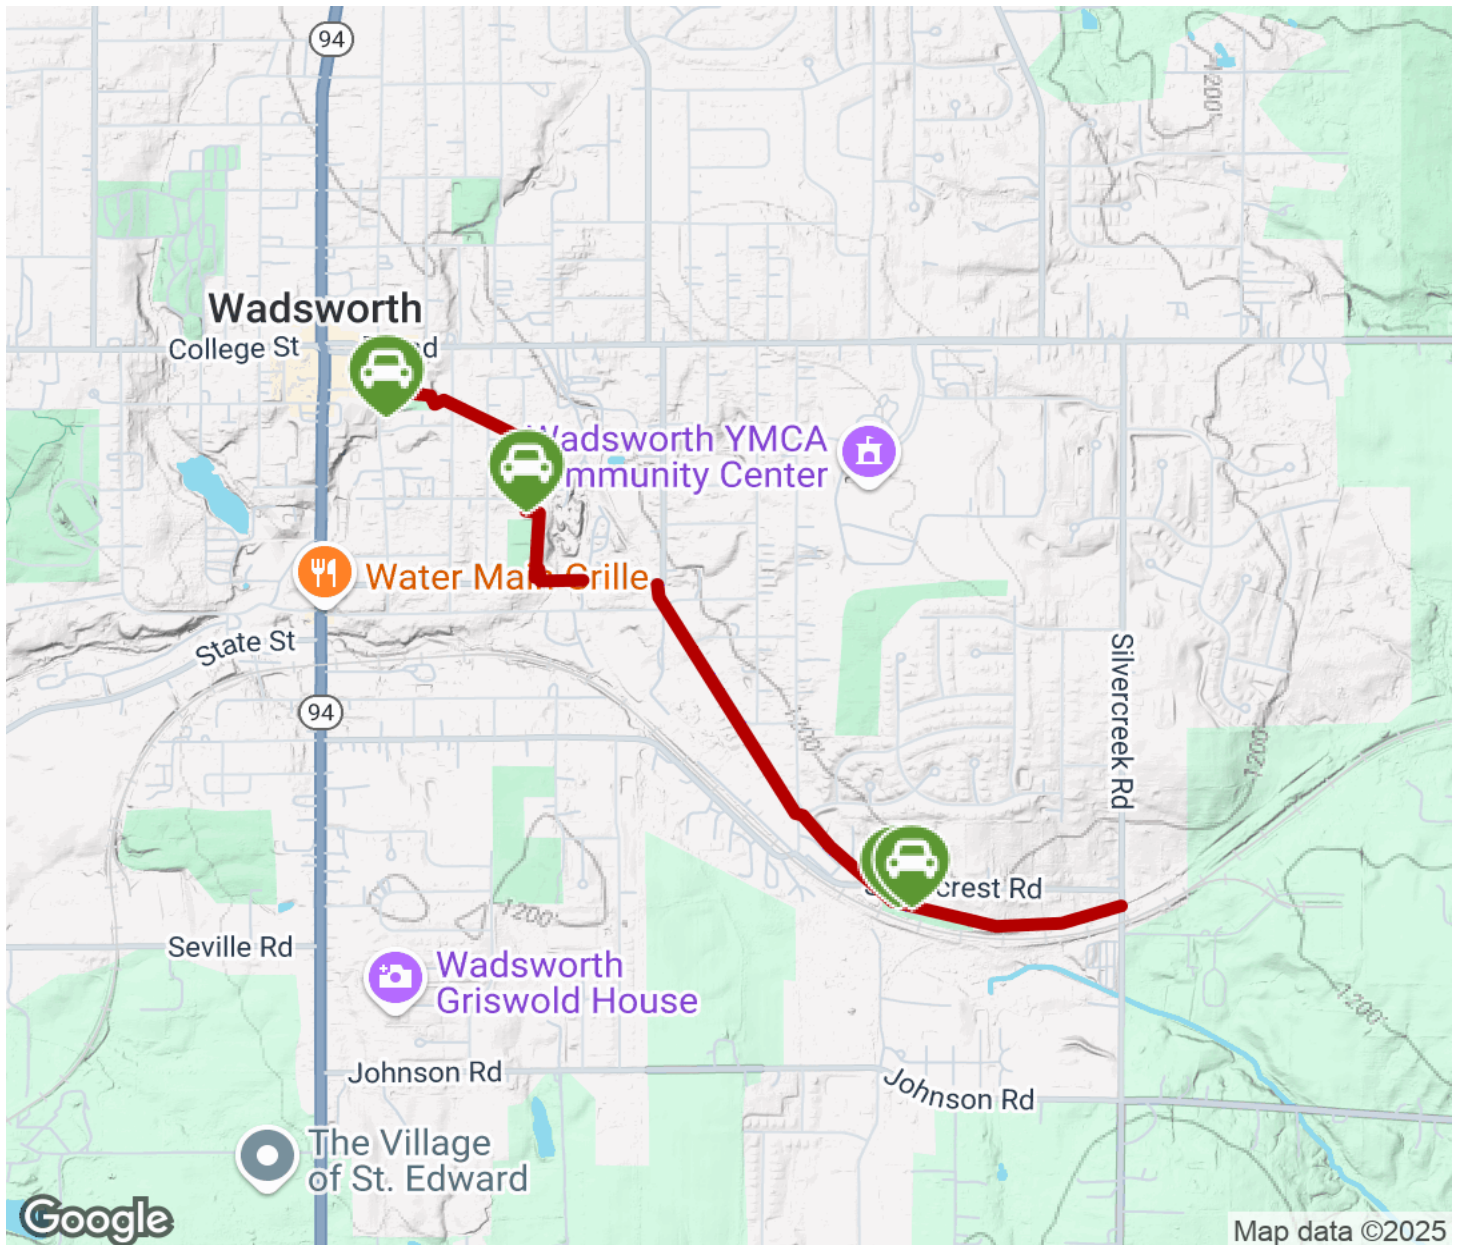 94
1200'
Wadsworth
College St
Wadsworth YMCA
mmunity Center
Water Main Grille
State St
Silvercreek Rd
94
1200'
1200'
crest Rd
1200'
Seville Rd
Wadsworth
Griswold House
1200'
Johnson Rd
Johnson Rd
The Village
of St. Edward
Google
Map data ©2025